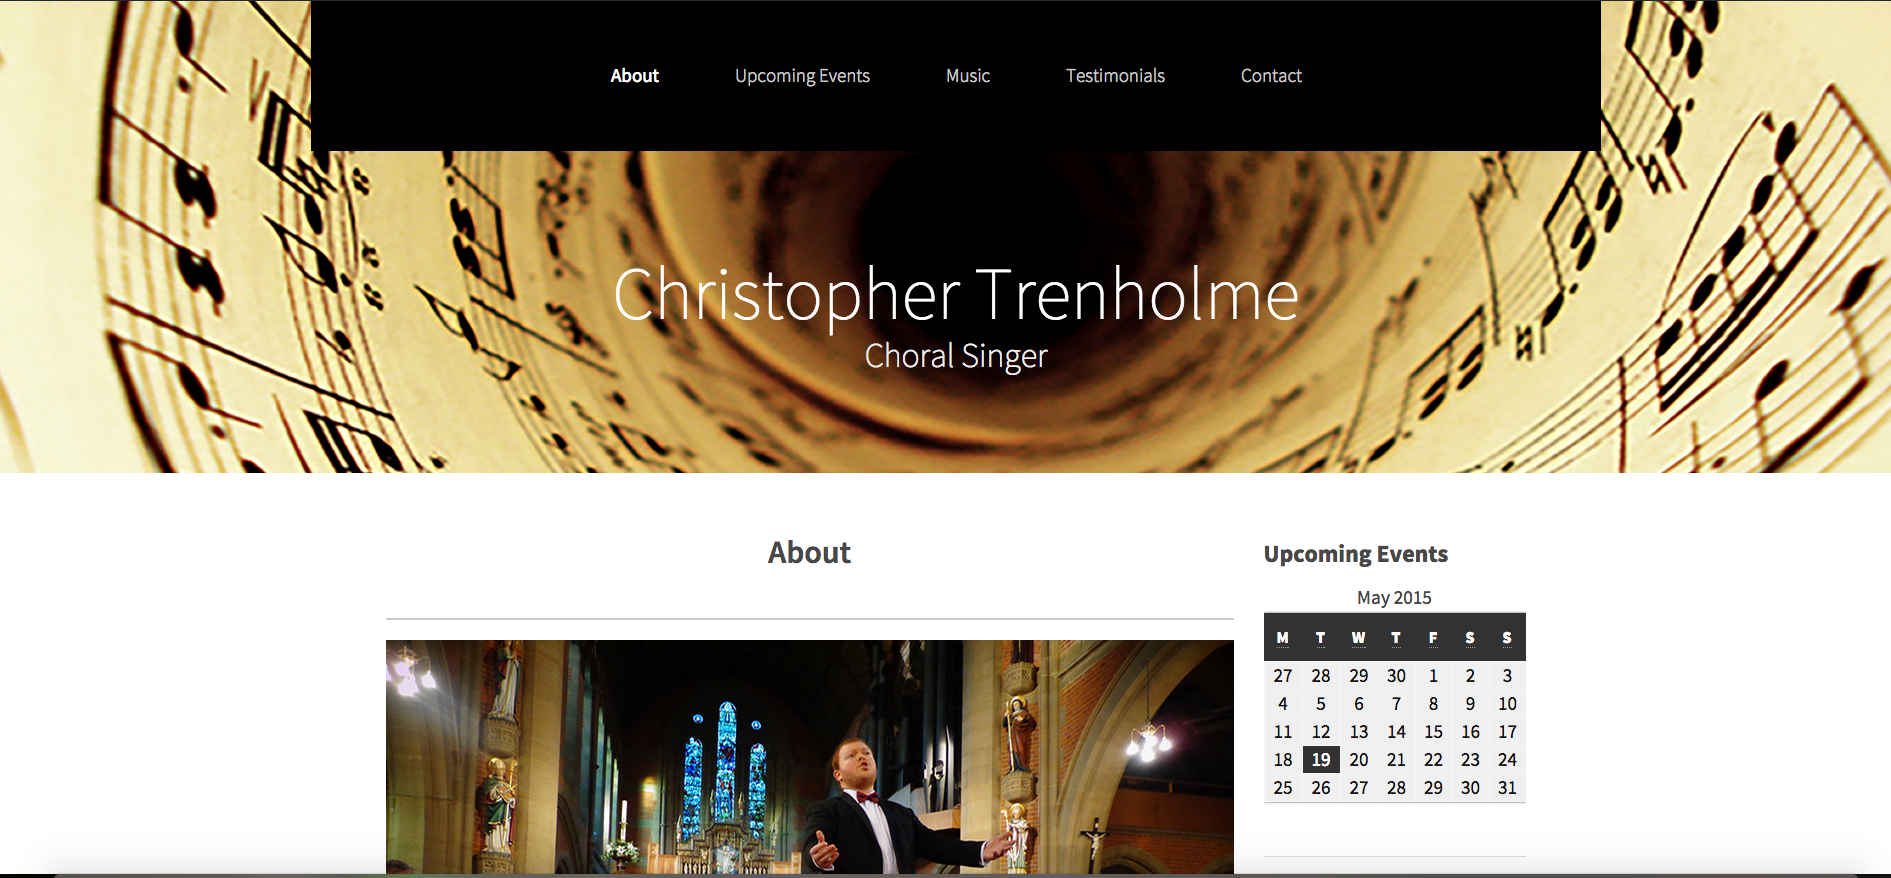 About Upcoming Events Music Testimonials Contact
Christopher Trenholme
Choral Singer
About
Upcoming Events
May 2015
M T W T F S S
27 28 29 30 1 2 3
4 5 6 7 8 9 10
11 12 13 14 15 16 17
18 19 20 21 22 23 24
25 26 27 28 29 30 31